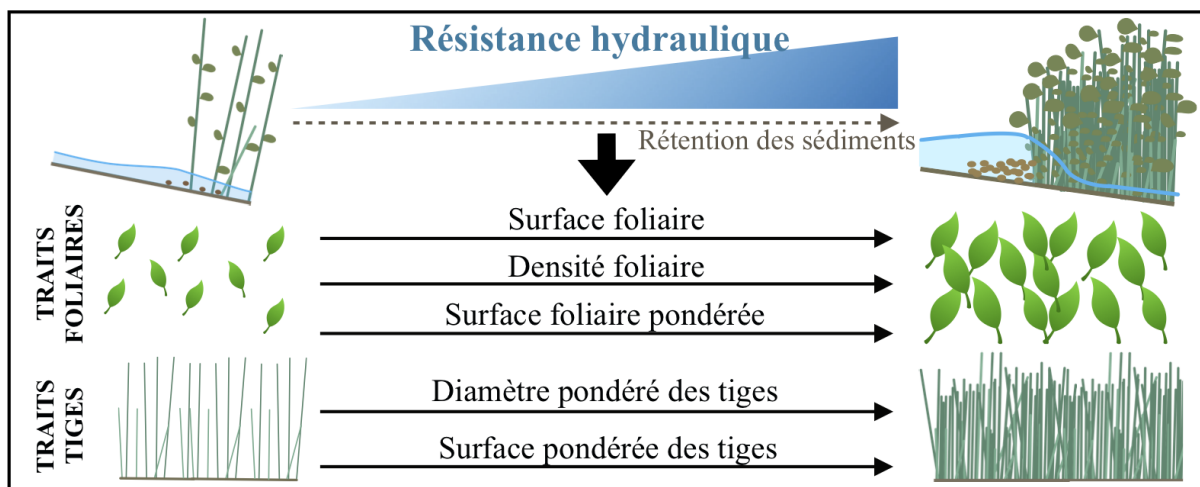 Résistance hydraulique
Rétention des sédiments
TRAITS
FOLIAIRES
Surface foliaire
Densité foliaire
Surface foliaire pondérée
TRAITS
TIGES
Diamètre pondéré des tiges
Surface pondérée des tiges